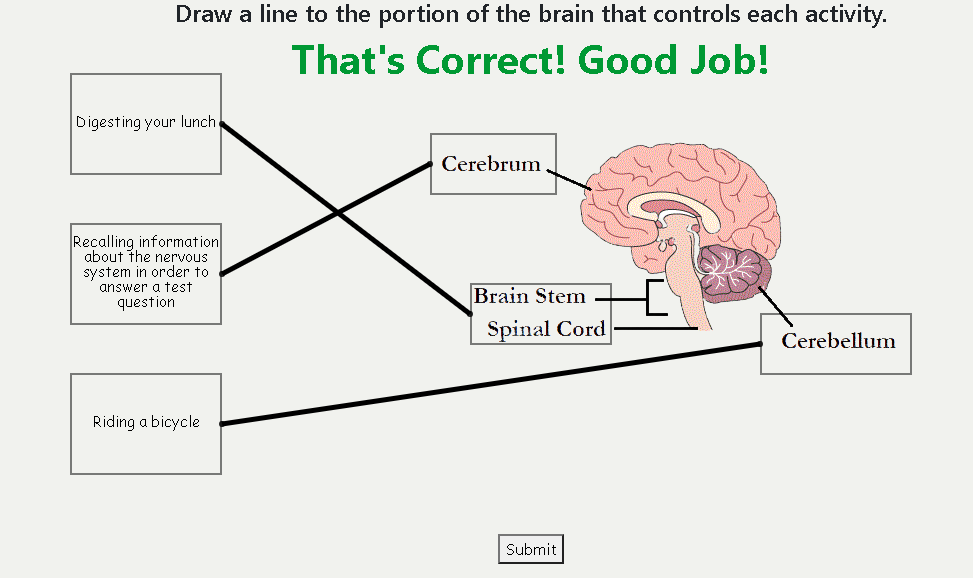 Draw a line to the portion of the brain that controls each activity.
That's Correct! Good Job!
Digesting your lunch
Cerebrum
Recalling information
about the nervous
system in order to
answer a test
question
Brain Stem
Spinal Cord
Cerebellum
Riding a bicycle
Submit